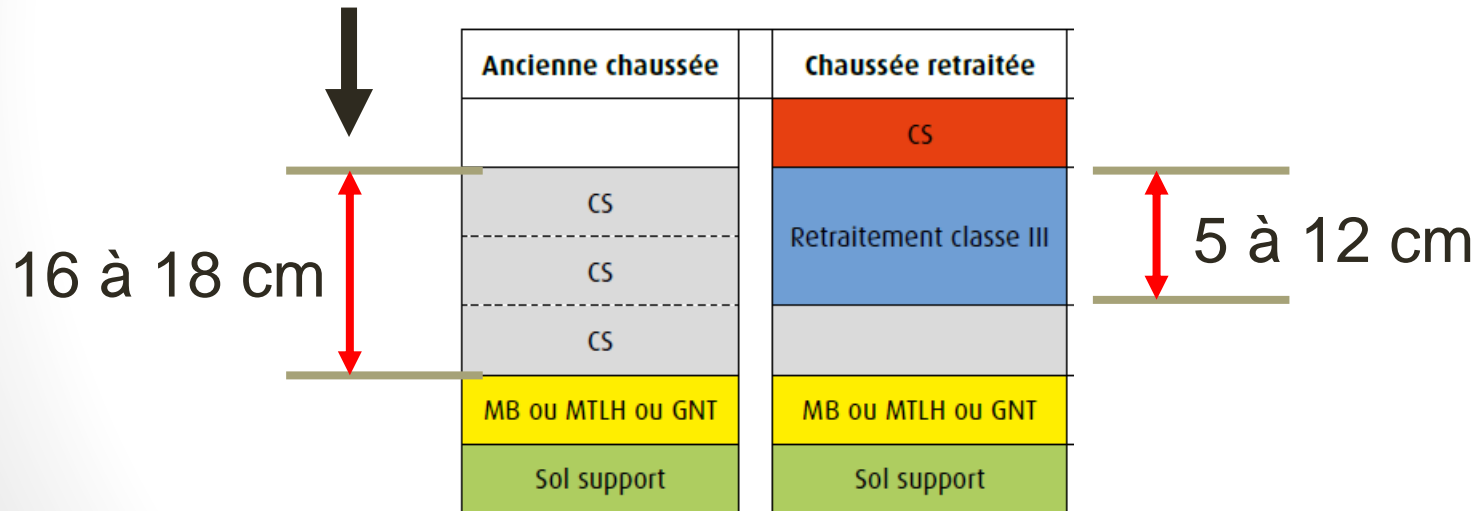 Ancienne chaussée Chaussée retraitée
CS
CS
Retraitement classe III
16 à 18 cm
CS
5 à 12 cm
CS
MB ou MTLH ou GNT MB ou MTLH ou GNT
Sol support Sol support